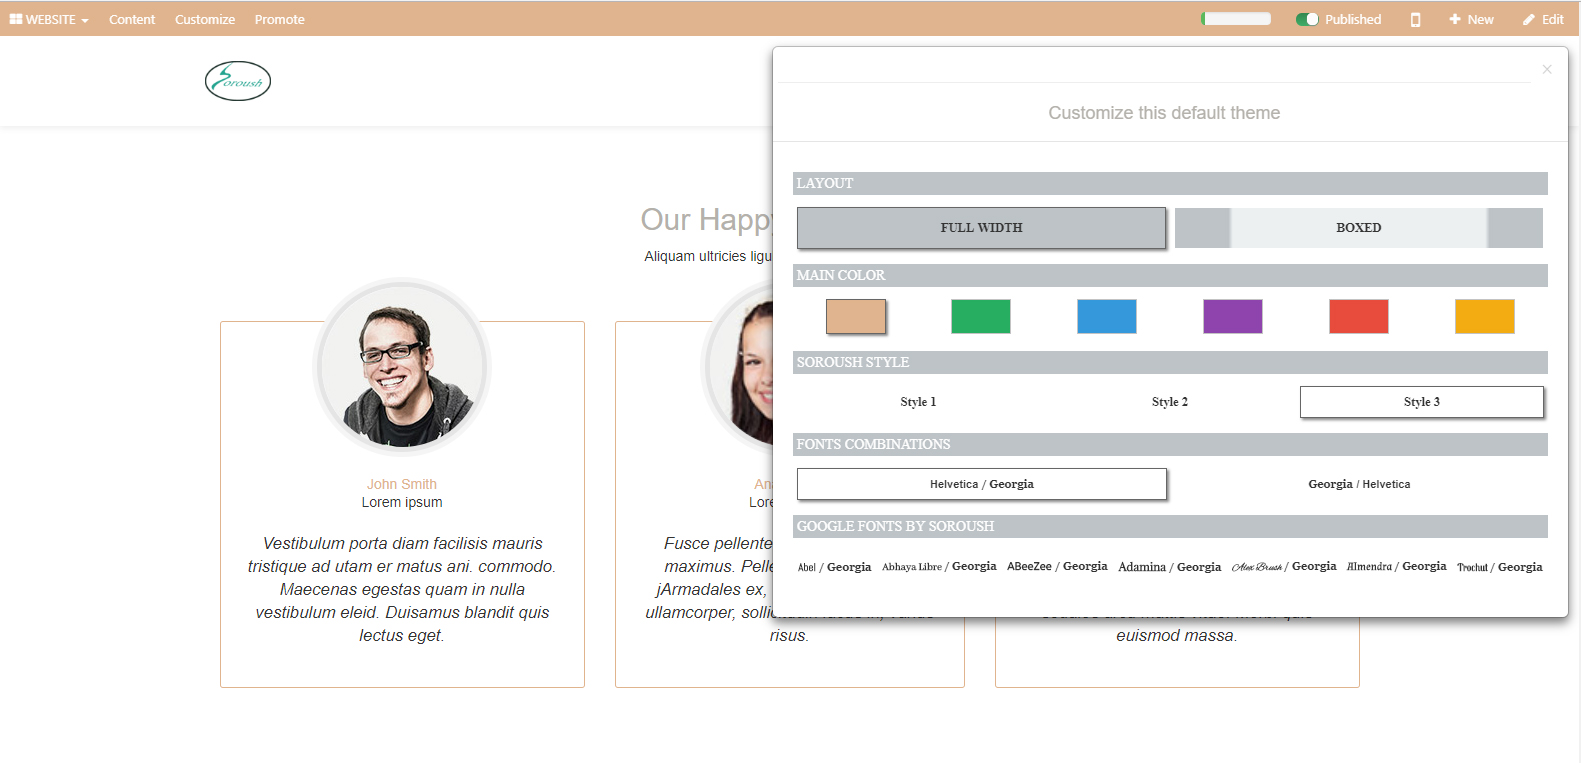 WEBSITE Content Customize Promote Published New Edit
Soroush
×
Customize this default theme
LAYOUT
FULL WIDTH BOXED
MAIN COLOR
SOROUSH STYLE
Style 1 Style 2 Style 3
FONTS COMBINATIONS
Helvetica / Georgia Georgia / Helvetica
GOOGLE FONTS BY SOROUSH
Abel / Georgia Abhaya Libre / Georgia ABeeZee / Georgia Adamina / Georgia Alex Brush / Georgia Almendra / Georgia Trochut / Georgia
Our Happy
Aliquam ultricies ligu
John Smith
Lorem ipsum
Vestibulum porta diam facilisis mauris
tristique ad utam er matus ani. commodo.
Maecenas egestas quam in nulla
vestibulum eleid. Duisamus blandit quis
lectus eget.
An
Lore
Fusce pellente
maximus. Pelle
jArmadales ex,
ullamcorper,
risus.
euismod massa.